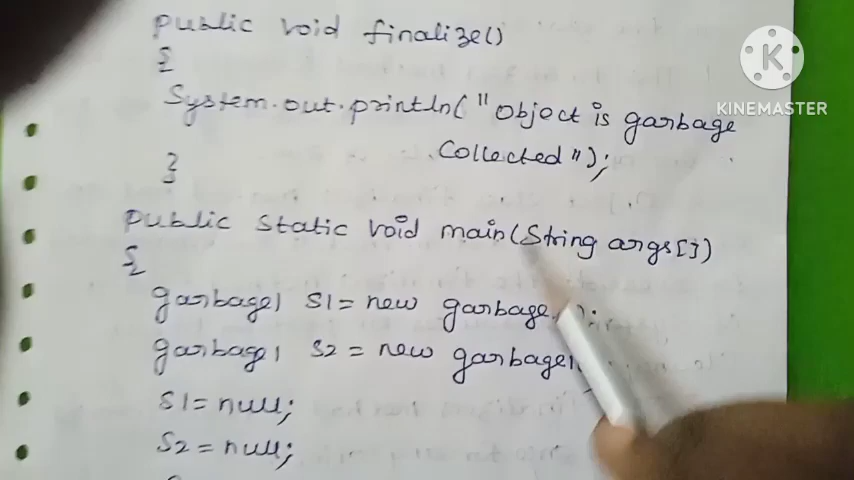 public void finalize()
{
System.out.println("object is garbage
collected");
}
public static void main(String args[])
{
garbage1 s1 = new garbage1();
garbage1 s2 = new garbage1
s1 = null;
s2 = null;
KINEMASTER